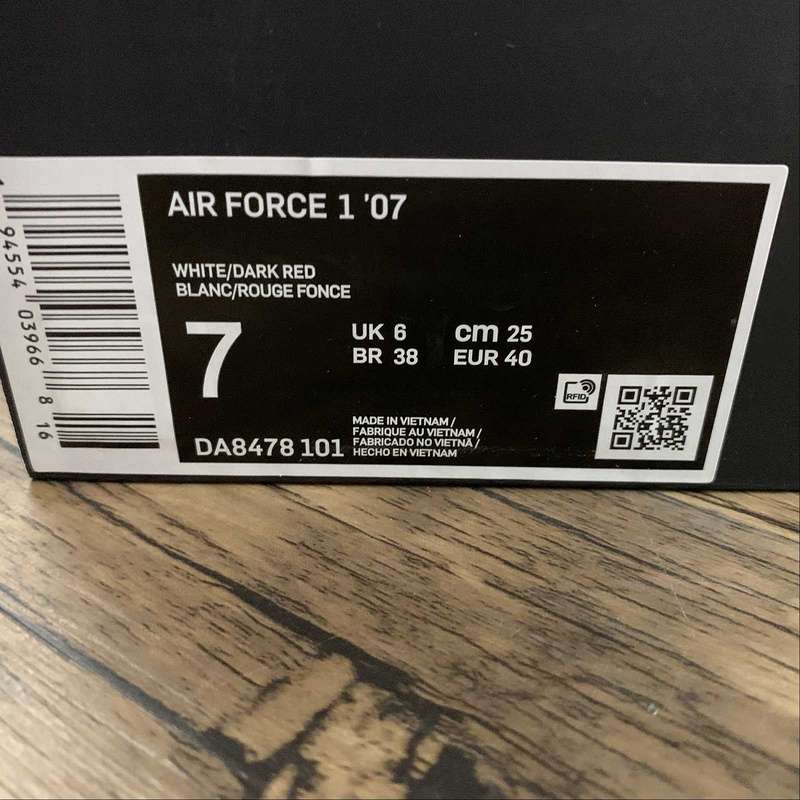 AIR FORCE 1 '07
WHITE/DARK RED
BLANC/ROUGE FONCE
7
UK 6 cm 25
BR 38 EUR 40
RFID
DA8478 101
MADE IN VIETNAM /
FABRIQUE AU VIETNAM /
FABRICADO NO VIETNÃ /
HECHO EN VIETNAM
94554 03966 8 16